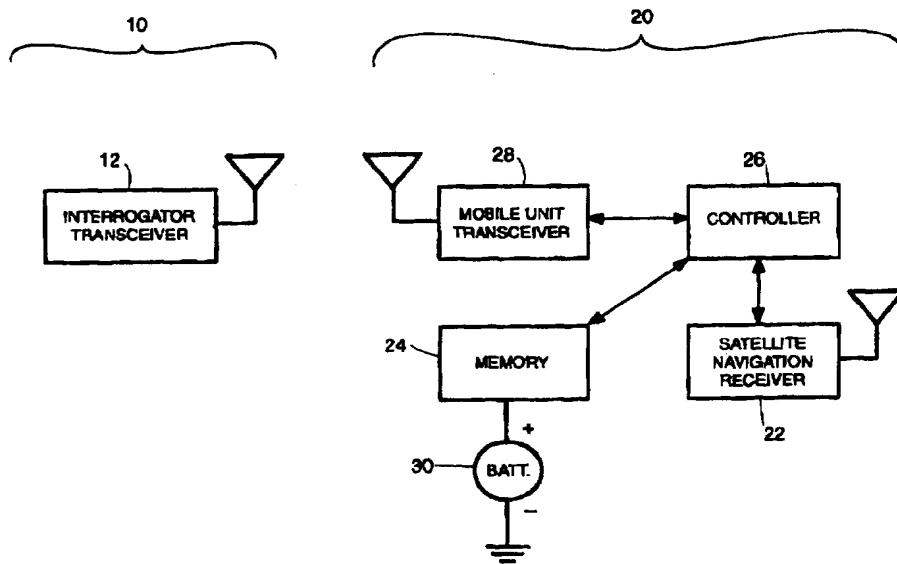 10
20
12
INTERROGATOR
TRANSCEIVER
28
MOBILE UNIT
TRANSCEIVER
26
CONTROLLER
24
MEMORY
SATELLITE
NAVIGATION
RECEIVER
22
+
30
BATT.
−